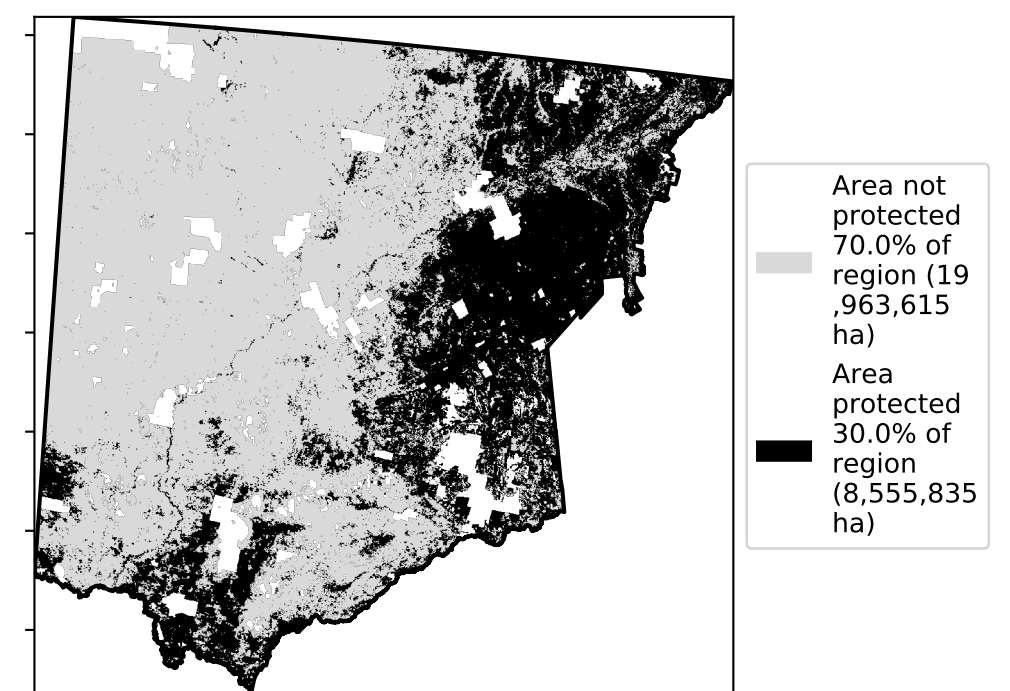 Area not
protected
70.0% of
region (19
,963,615
ha)
Area
protected
30.0% of
region
(8,555,835
ha)